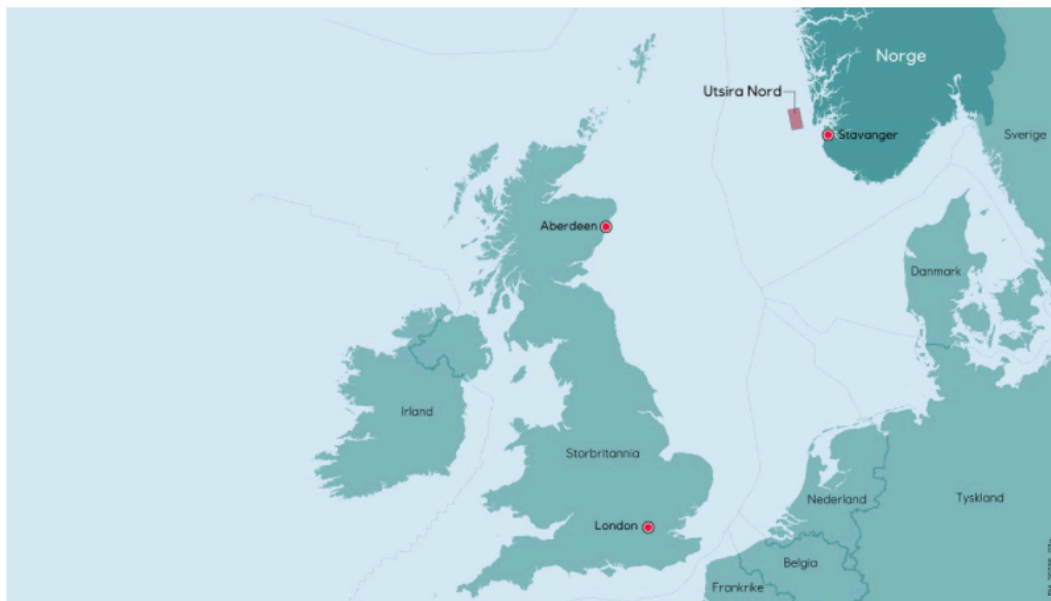 Norge
Utsira Nord
Stavanger
Sverige
Aberdeen
Danmark
Irland
Storbritannia
Nederland
Tyskland
London
Belgia
Frankrike